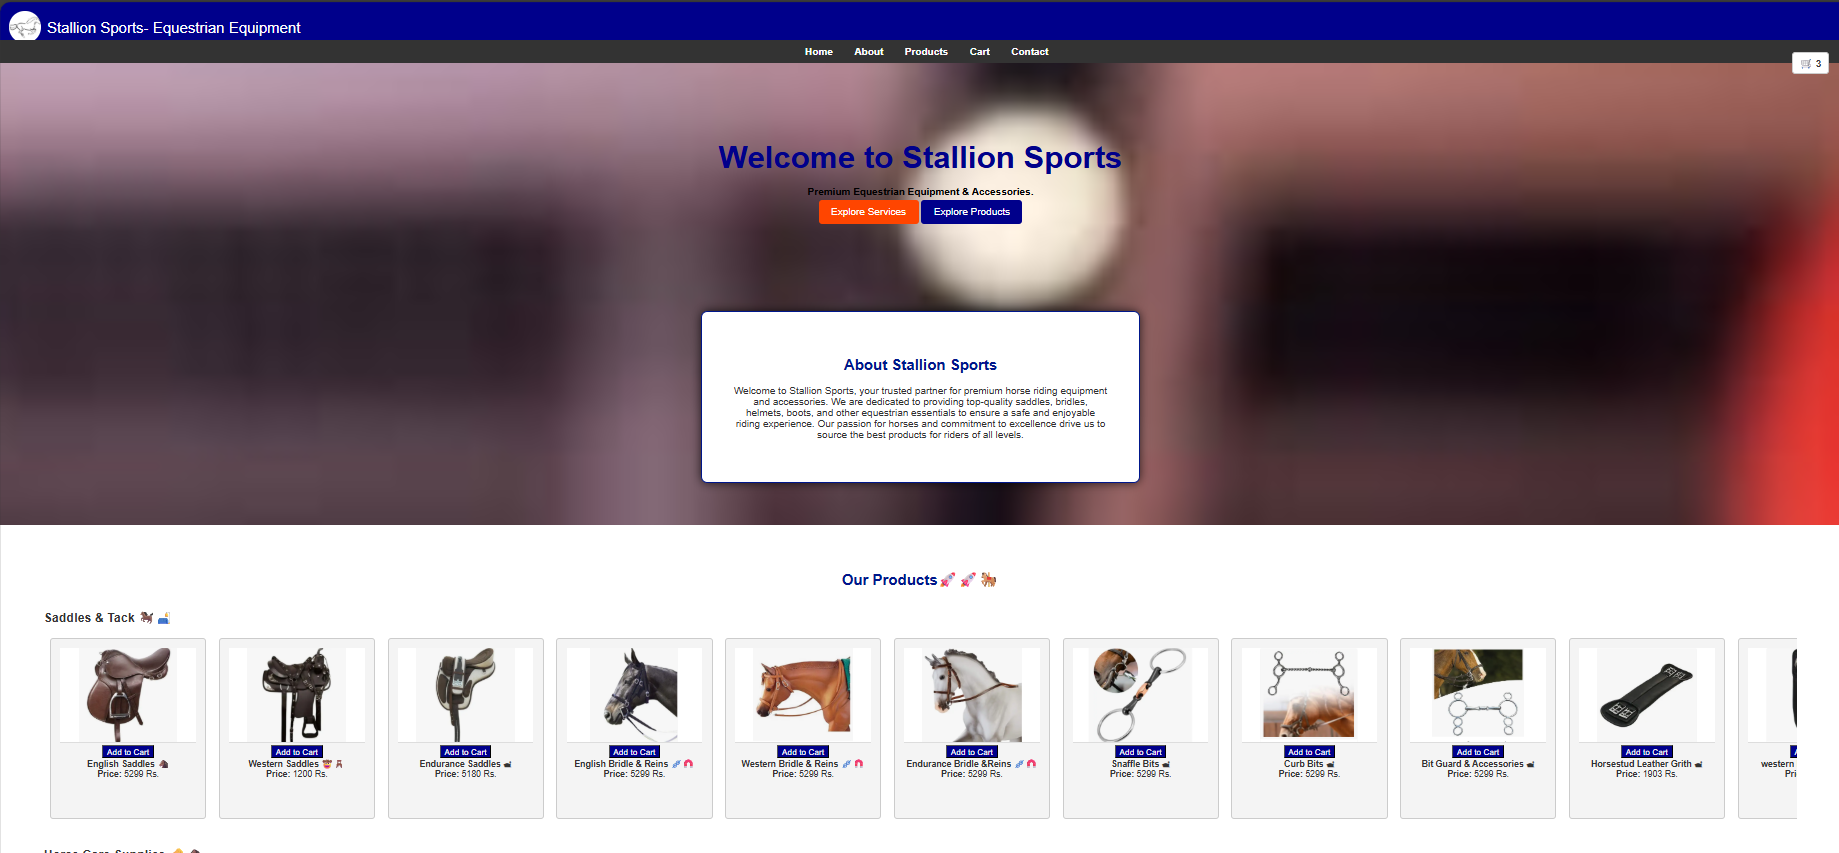 Stallion Sports- Equestrian Equipment
Home About Products Cart Contact
3
Welcome to Stallion Sports
Premium Equestrian Equipment & Accessories.
Explore Services Explore Products
About Stallion Sports
Welcome to Stallion Sports, your trusted partner for premium horse riding equipment
and accessories. We are dedicated to providing top-quality saddles, bridles,
helmets, boots, and other equestrian essentials to ensure a safe and enjoyable
riding experience. Our passion for horses and commitment to excellence drive us to
source the best products for riders of all levels.
Our Products
Saddles & Tack
Add to Cart
English Saddles
Price: 5299 Rs.
Add to Cart
Western Saddles
Price: 1200 Rs.
Add to Cart
Endurance Saddles
Price: 5180 Rs.
Add to Cart
English Bridle & Reins
Price: 5299 Rs.
Add to Cart
Western Bridle & Reins
Price: 5299 Rs.
Add to Cart
Endurance Bridle &Reins
Price: 5299 Rs.
Add to Cart
Snaffle Bits
Price: 5299 Rs.
Add to Cart
Curb Bits
Price: 5299 Rs.
Add to Cart
Bit Guard & Accessories
Price: 5299 Rs.
Add to Cart
Horsestud Leather Grith
Price: 1903 Rs.
western